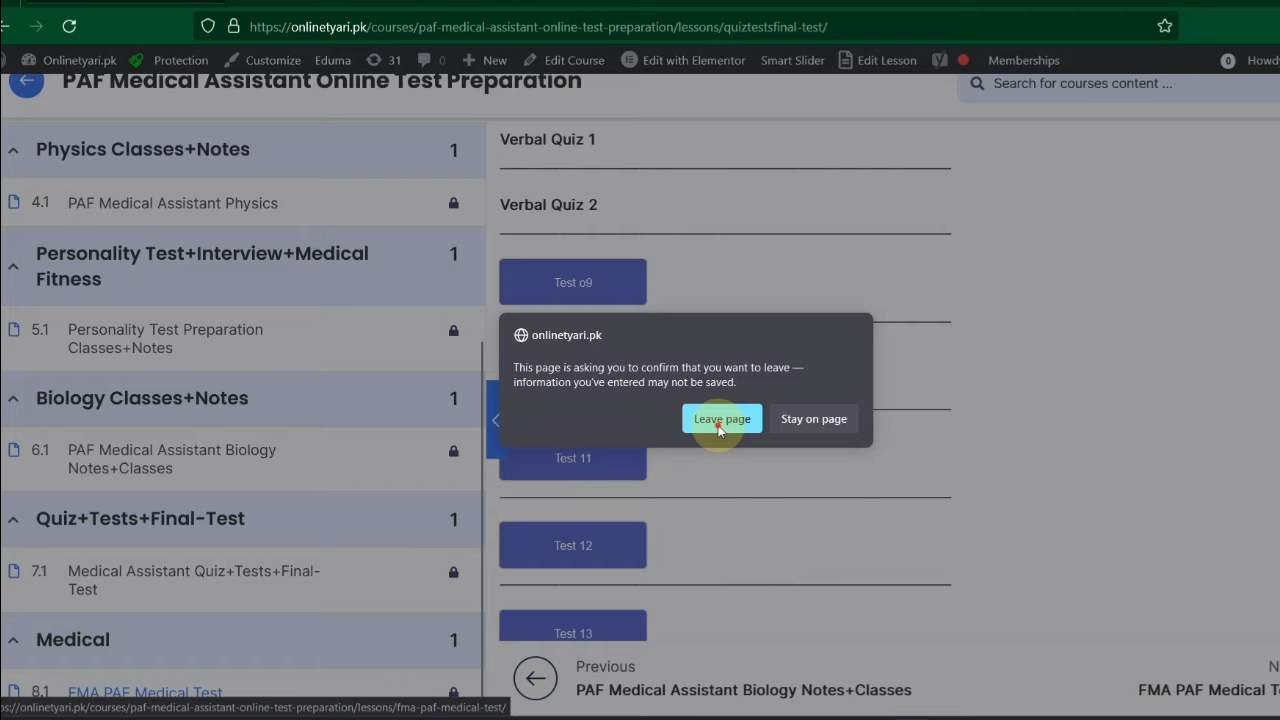 https://onlinetyari.pk/courses/paf-medical-assistant-online-test-preparation/lessons/quiztestsfinal-test/
Onlinetyari.pk Protection Customize Eduma 31 0 New Edit Course Edit with Elementor Smart Slider Edit Lesson Memberships 0 Howdy
PAF Medical Assistant Online Test Preparation
Search for courses content ...
Physics Classes+Notes 1
4.1 PAF Medical Assistant Physics
Personality Test+Interview+Medical
Fitness
1
5.1 Personality Test Preparation
Classes+Notes
Biology Classes+Notes 1
6.1 PAF Medical Assistant Biology
Notes+Classes
Quiz+Tests+Final-Test 1
7.1 Medical Assistant Quiz+Tests+Final-
Test
Medical 1
8.1 FMA PAF Medical Test
Verbal Quiz 1
Verbal Quiz 2
Test o9
onlinetyari.pk
This page is asking you to confirm that you want to leave —
information you've entered may not be saved.
Leave page Stay on page
Test 11
Test 12
Test 13
Previous
PAF Medical Assistant Biology Notes+Classes
FMA PAF Medical
s://onlinetyari.pk/courses/paf-medical-assistant-online-test-preparation/lessons/fma-paf-medical-test/